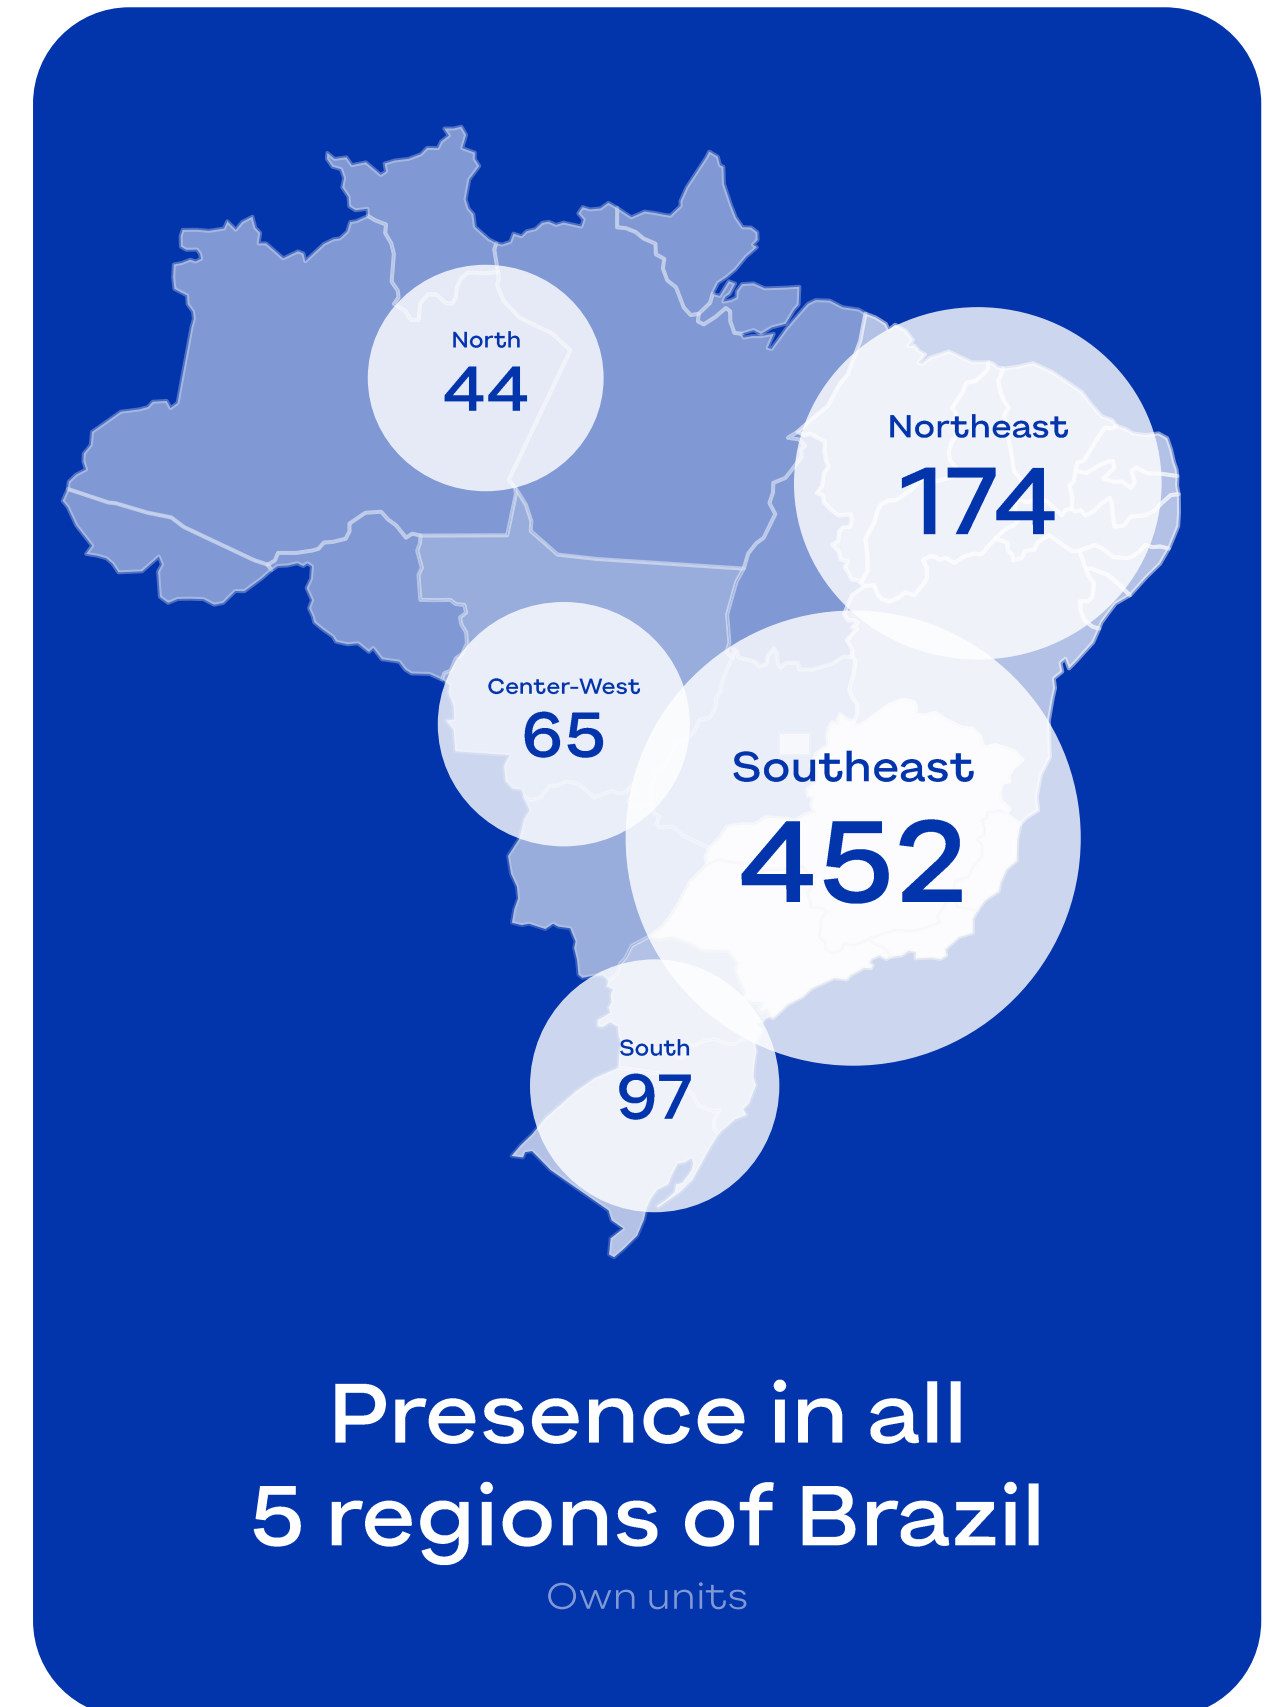 North
44
Northeast
174
Center-West
65
Southeast
452
South
97
Presence in all
5 regions of Brazil
Own units